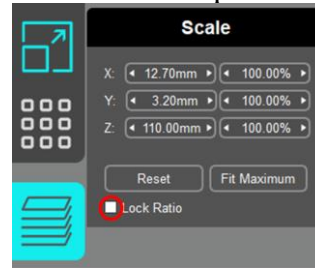 Scale
X: 12.70mm 100.00%
Y: 3.20mm 100.00%
Z: 110.00mm 100.00%
Reset Fit Maximum
Lock Ratio